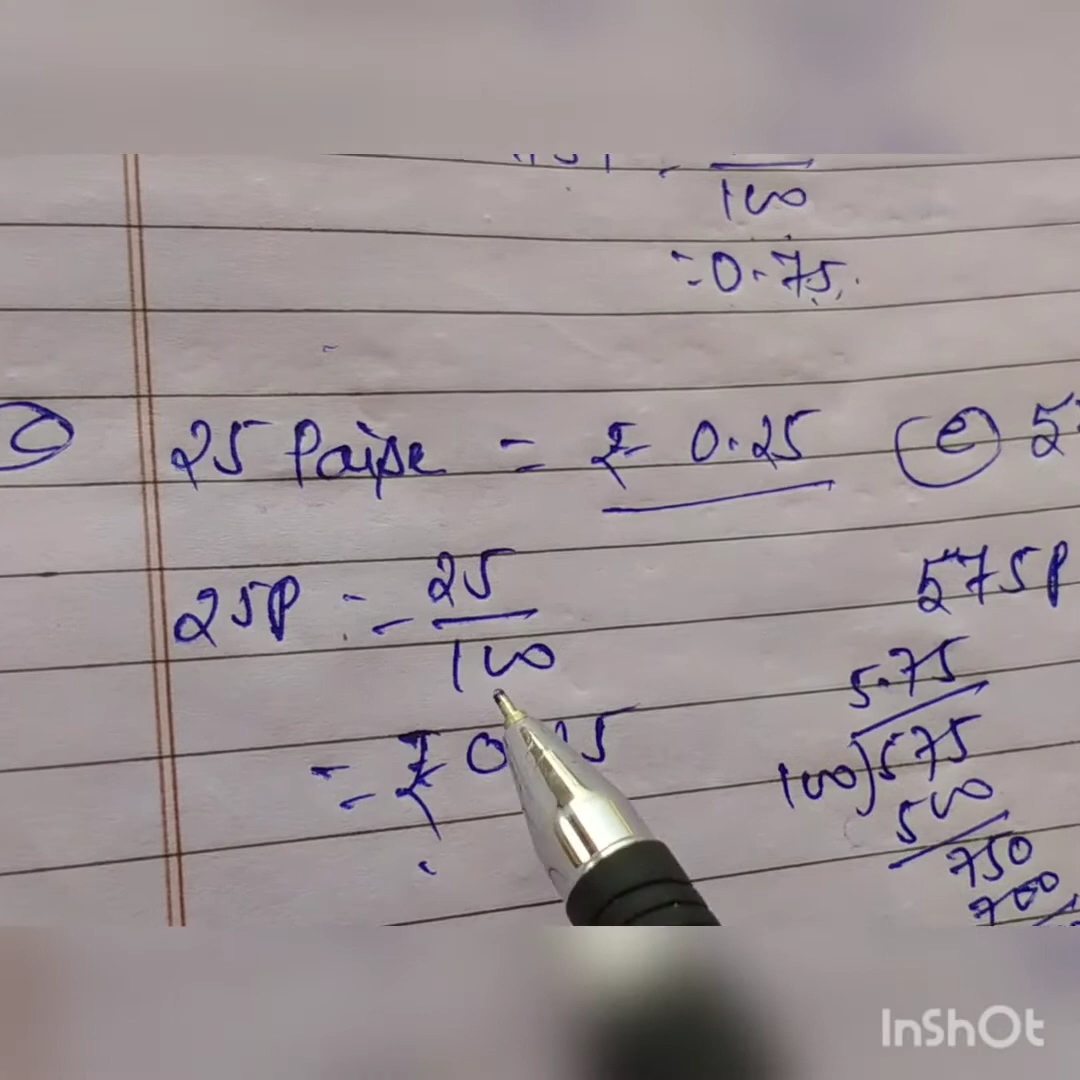 100
= 0.75
c 25 Paise = ₹ 0.25
25P = 25
100
= ₹ 0
e
575P
5.75
100)575
500
750
700
InShOt